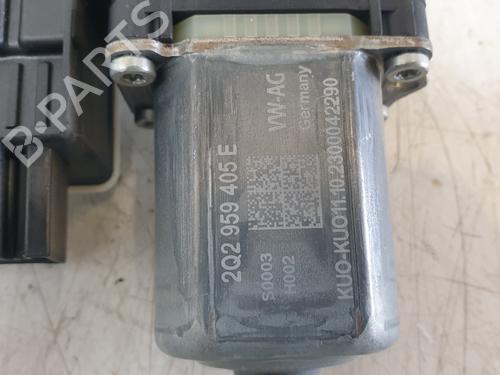 B-PARTS
2Q2 959 405 E
VW-AG
Germany
S0003
H002
KUO-KUO11.10.2300042290